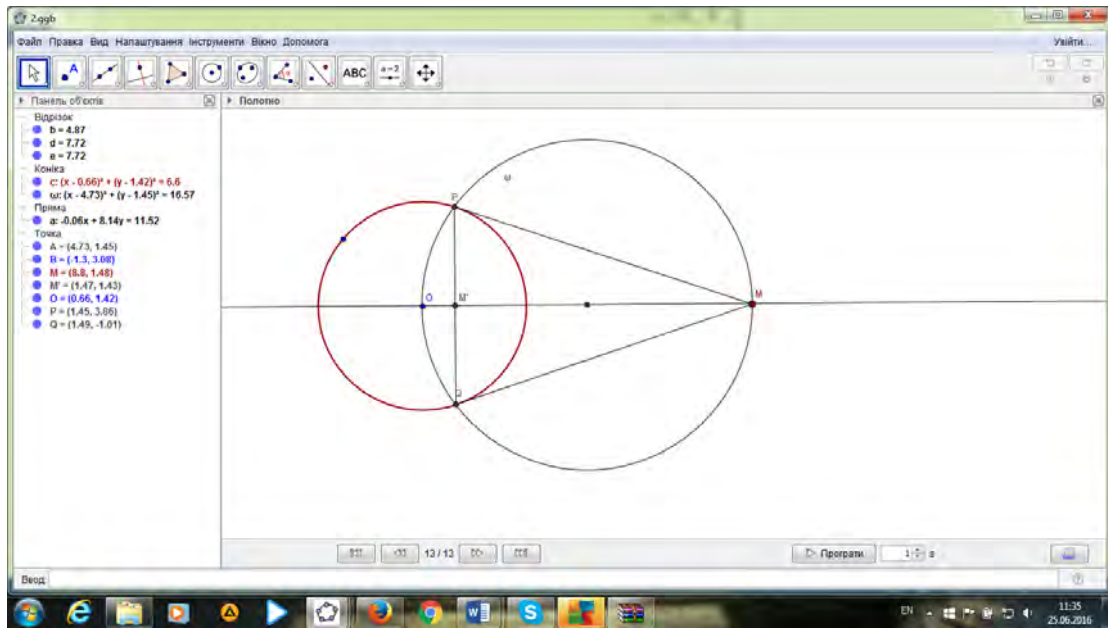 2.ggb
Файл Правка Вид Налаштування Інструменти Вікно Допомога
Увійти...
ABC
a=2
Панель об'єктів
Полотно
Відрізок
b = 4.87
d = 7.72
e = 7.72
Коніка
c: (x - 0.66)² + (y - 1.42)² = 6.6
ω: (x - 4.73)² + (y - 1.45)² = 16.57
Пряма
a: -0.06x + 8.14y = 11.52
Точка
A = (4.73, 1.45)
B = (-1.3, 3.08)
M = (8.8, 1.48)
M' = (1.47, 1.43)
O = (0.66, 1.42)
P = (1.45, 3.86)
Q = (1.49, -1.01)
ω
P
O
M'
M
Q
13 / 13
Програти
1
s
Ввод:
EN
11:35
25.06.2016